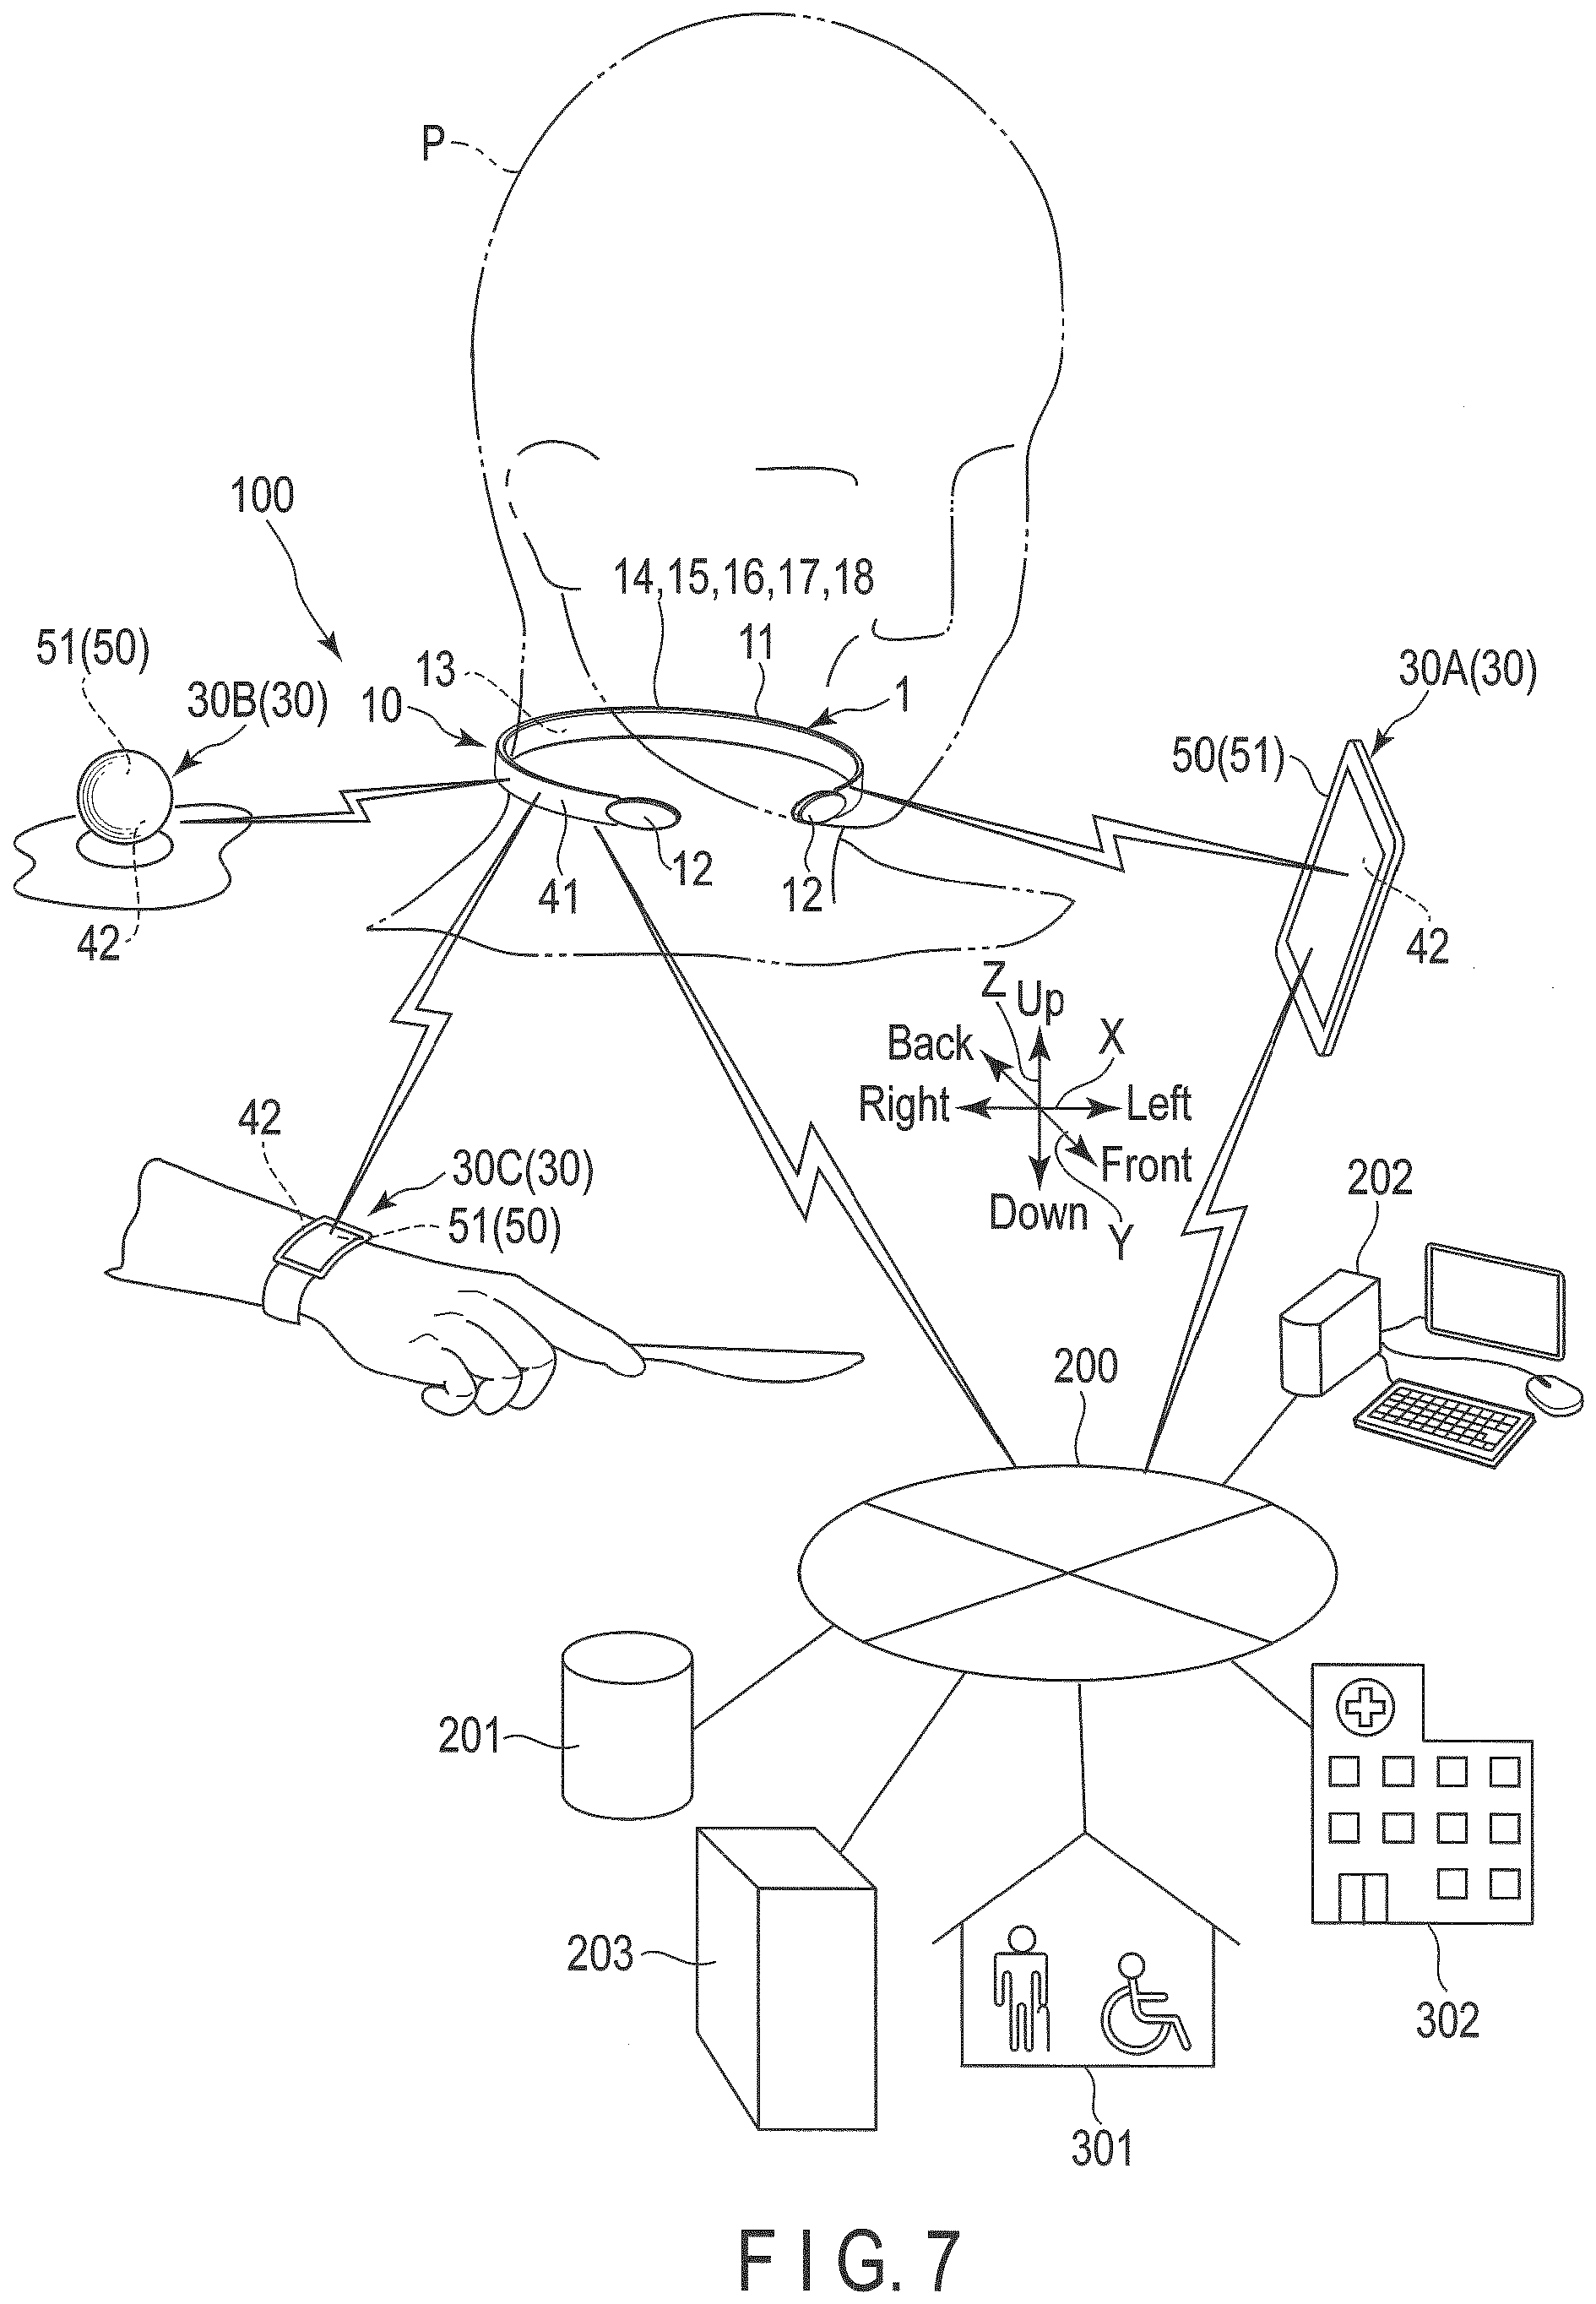 P
100
14,15,16,17,18
11
51(50)
13
30A(30)
30B(30)
10
1
50(51)
12
12
41
42
42
Z
Up
Back
X
Right
Left
42
Front
30C(30)
202
Down
51(50)
Y
200
201
203
302
301
FIG. 7